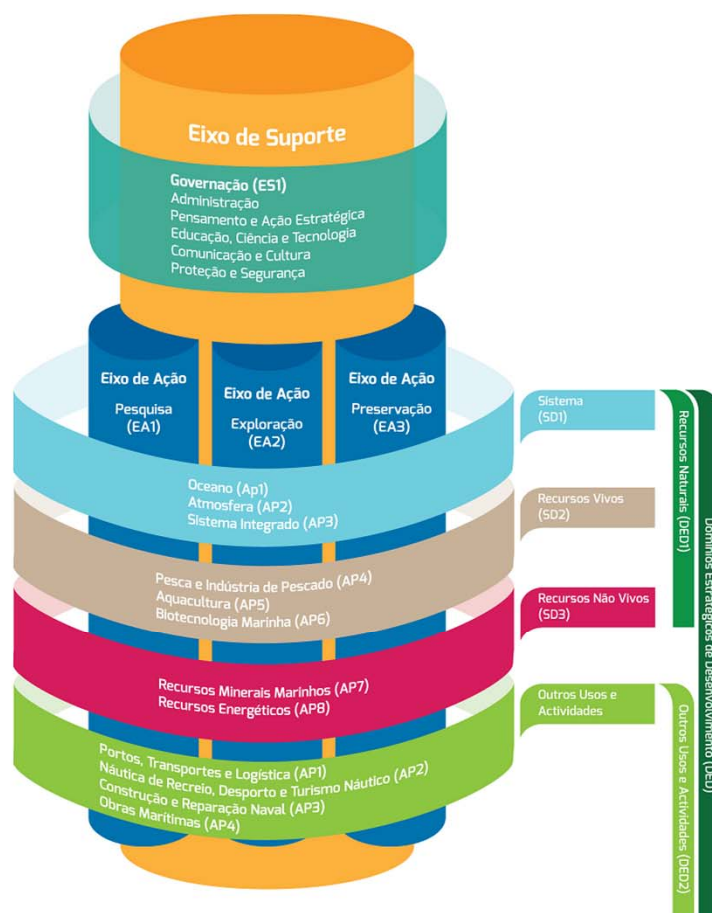 Eixo de Suporte
Governação (ES1)
Administração
Pensamento e Ação Estratégica
Educação, Ciência e Tecnologia
Comunicação e Cultura
Proteção e Segurança
Eixo de Ação
Pesquisa
(EA1)
Eixo de Ação
Exploração
(EA2)
Eixo de Ação
Preservação
(EA3)
Oceano (Ap1)
Atmosfera (AP2)
Sistema Integrado (AP3)
Sistema
(SD1)
Pesca e Indústria de Pescado (AP4)
Aquacultura (AP5)
Biotecnologia Marinha (AP6)
Recursos Vivos
(SD2)
Recursos Minerais Marinhos (AP7)
Recursos Energéticos (AP8)
Recursos Não Vivos
(SD3)
Portos, Transportes e Logística (AP1)
Náutica de Recreio, Desporto e Turismo Náutico (AP2)
Construção e Reparação Naval (AP3)
Obras Marítimas (AP4)
Outros Usos e
Actividades
Recursos Naturais (DED1)
Outros Usos e Actividades (DED2)
Domínios Estratégicos de Desenvolvimento (DED)